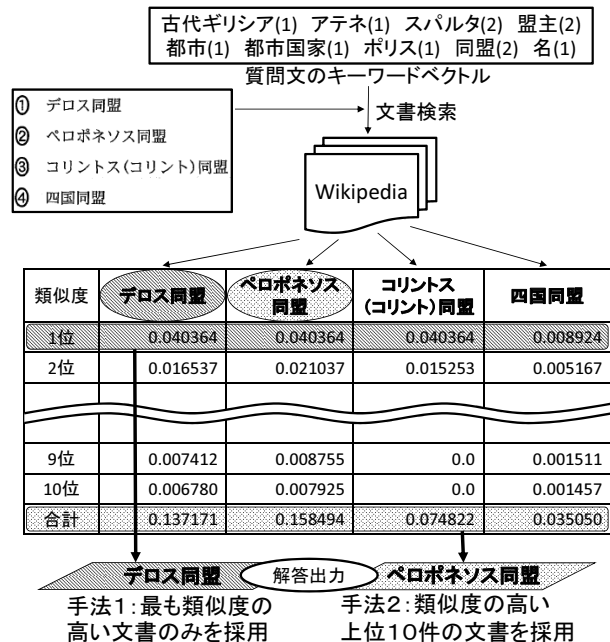 古代ギリシア(1) アテネ(1) スパルタ(2) 盟主(2)
都市(1) 都市国家(1) ポリス(1) 同盟(2) 名(1)
質問文のキーワードベクトル
① デロス同盟
② ペロポネソス同盟
③ コリントス(コリント)同盟
④ 四国同盟
文書検索
Wikipedia
類似度 デロス同盟 ペロポネソス同盟 コリントス(コリント)同盟 四国同盟
1位 0.040364 0.040364 0.040364 0.008924
2位 0.016537 0.021037 0.015253 0.005167
9位 0.007412 0.008755 0.0 0.001511
10位 0.006780 0.007925 0.0 0.001457
合計 0.137171 0.158494 0.074822 0.035050
デロス同盟 解答出力 ペロポネソス同盟
手法1:最も類似度の
高い文書のみを採用
手法2:類似度の高い
上位10件の文書を採用